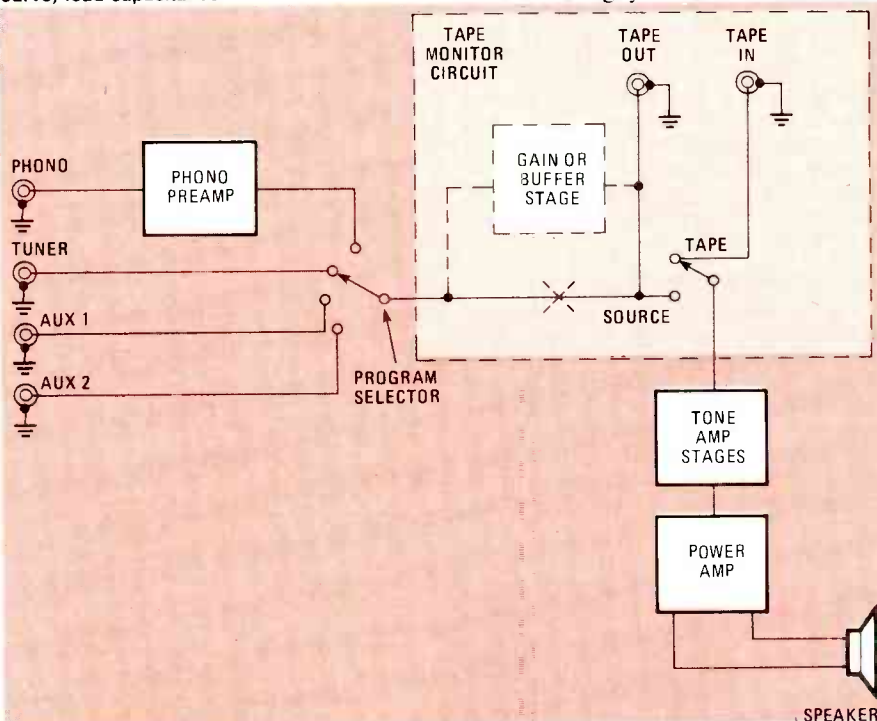 TAPE
MONITOR
CIRCUIT
TAPE
OUT
TAPE
IN
PHONO
PHONO
PREAMP
GAIN OR
BUFFER
STAGE
TUNER
TAPE
AUX 1
SOURCE
AUX 2
PROGRAM
SELECTOR
TONE
AMP
STAGES
POWER
AMP
SPEAKER